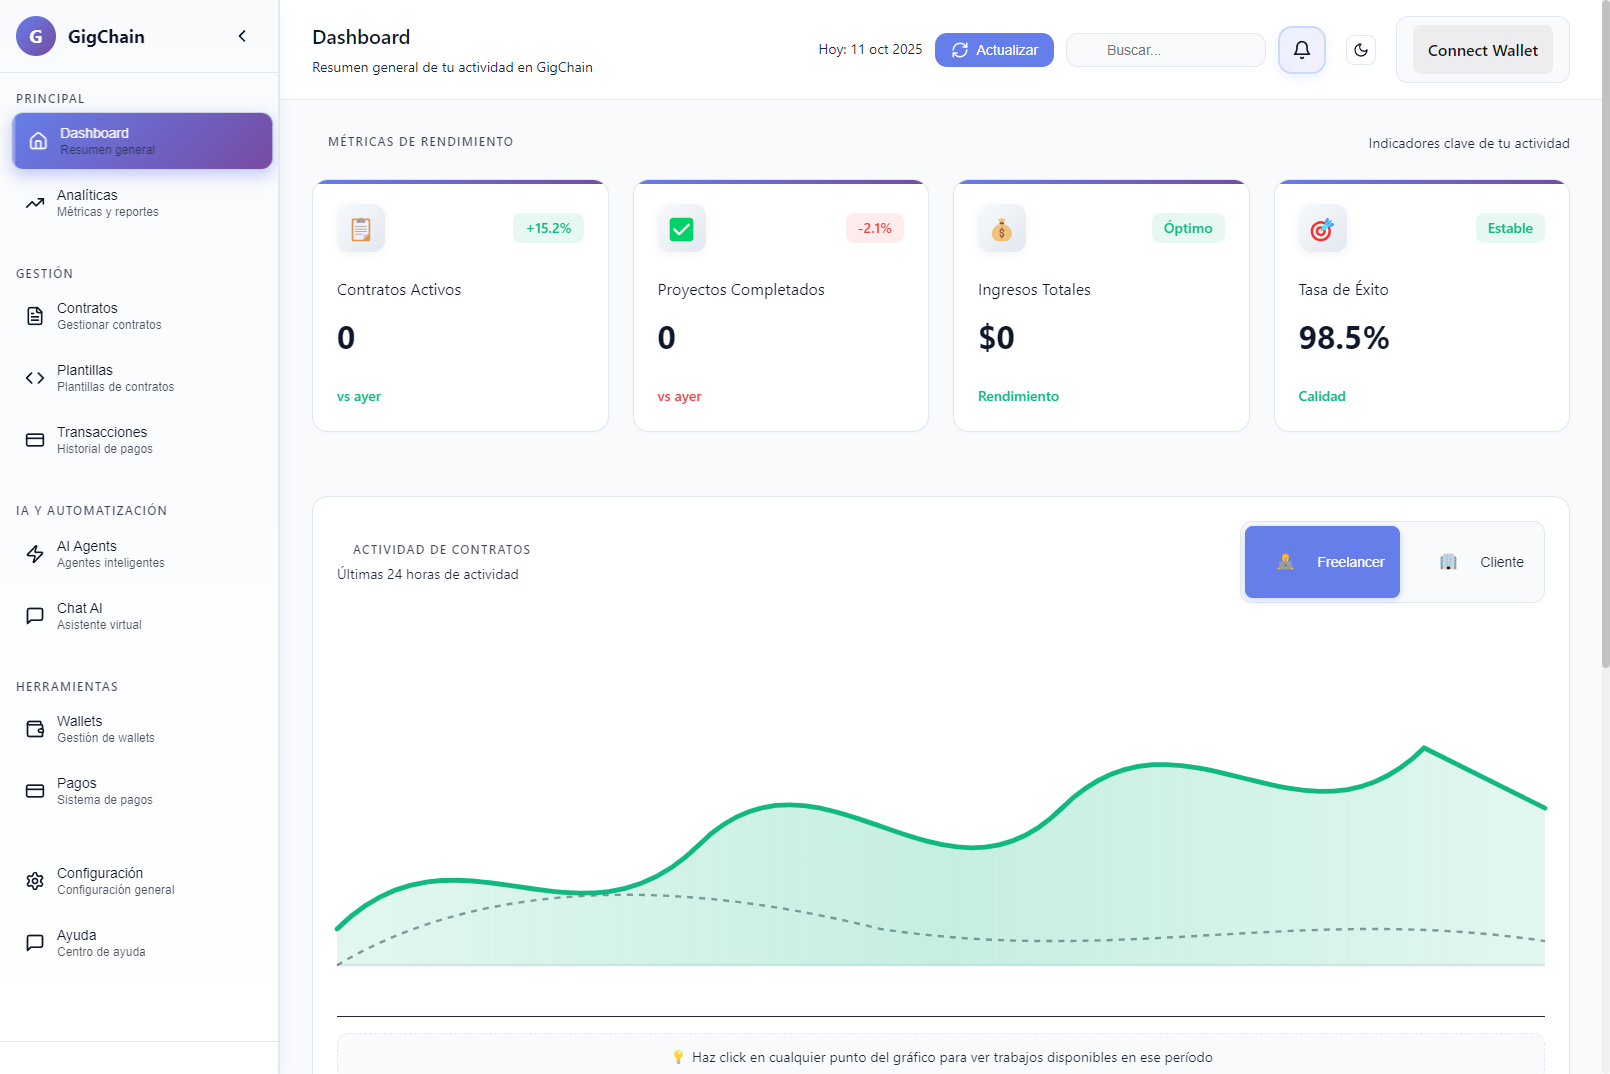 G GigChain
PRINCIPAL
Dashboard
Resumen general
Analíticas
Métricas y reportes
GESTIÓN
Contratos
Gestionar contratos
Plantillas
Plantillas de contratos
Transacciones
Historial de pagos
IA Y AUTOMATIZACIÓN
AI Agents
Agentes inteligentes
Chat AI
Asistente virtual
HERRAMIENTAS
Wallets
Gestión de wallets
Pagos
Sistema de pagos
Configuración
Configuración general
Ayuda
Centro de ayuda
Dashboard
Resumen general de tu actividad en GigChain
Hoy: 11 oct 2025
Actualizar
Buscar...
Connect Wallet
MÉTRICAS DE RENDIMIENTO
Indicadores clave de tu actividad
+15.2%
Contratos Activos
0
vs ayer
-2.1%
Proyectos Completados
0
vs ayer
Óptimo
Ingresos Totales
$0
Rendimiento
Estable
Tasa de Éxito
98.5%
Calidad
ACTIVIDAD DE CONTRATOS
Últimas 24 horas de actividad
Freelancer
Cliente
Haz click en cualquier punto del gráfico para ver trabajos disponibles en ese período